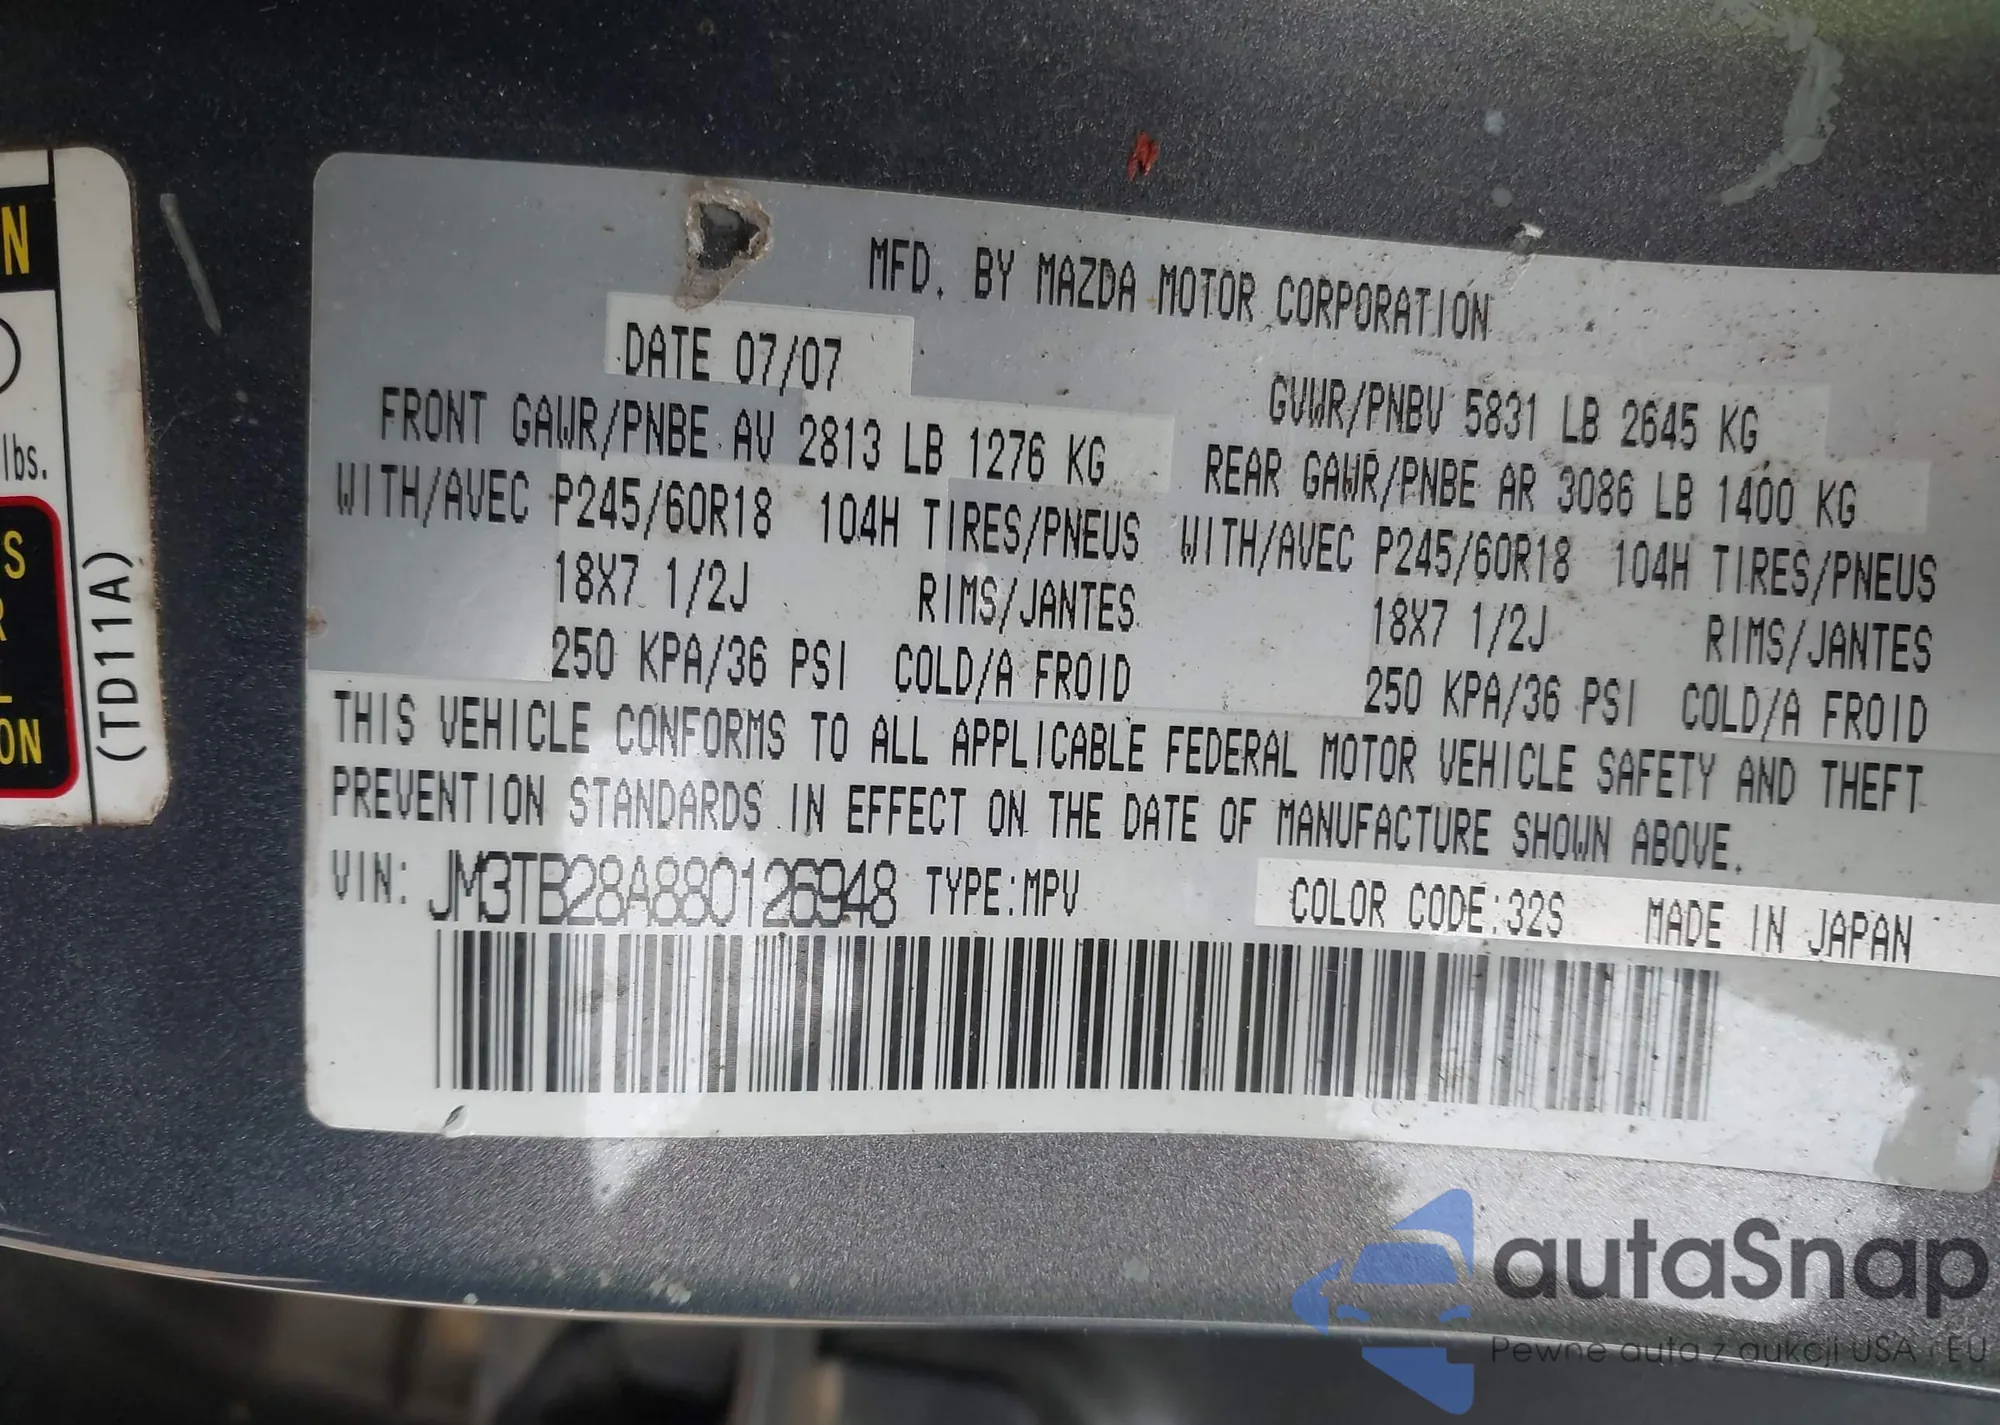 N
lbs.
S
R
L
ON
(TD11A)
MFD. BY MAZDA MOTOR CORPORATION
DATE 07/07
GVWR/PNBV 5831 LB 2645 KG
FRONT GAWR/PNBE AV 2813 LB 1276 KG
REAR GAWR/PNBE AR 3086 LB 1400 KG
WITH/AVEC P245/60R18 104H TIRES/PNEUS
WITH/AVEC P245/60R18 104H TIRES/PNEUS
18X7 1/2J RIMS/JANTES
18X7 1/2J RIMS/JANTES
250 KPA/36 PSI COLD/A FROID
250 KPA/36 PSI COLD/A FROID
THIS VEHICLE CONFORMS TO ALL APPLICABLE FEDERAL MOTOR VEHICLE SAFETY AND THEFT
PREVENTION STANDARDS IN EFFECT ON THE DATE OF MANUFACTURE SHOWN ABOVE.
VIN: JM3TB28A880126948 TYPE:MPV COLOR CODE:32S MADE IN JAPAN
autaSnap
Pewne auta z aukcji USA i EU